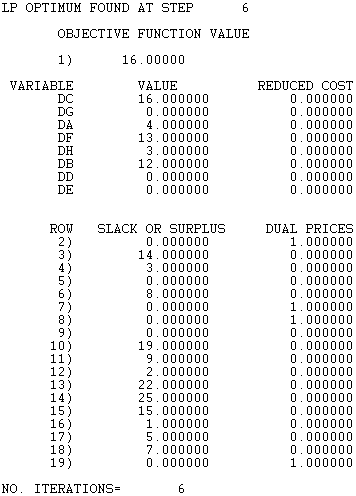 LP OPTIMUM FOUND AT STEP 6
OBJECTIVE FUNCTION VALUE
1) 16.00000
VARIABLE VALUE REDUCED COST
DC 16.000000 0.000000
DG 0.000000 0.000000
DA 4.000000 0.000000
DF 13.000000 0.000000
DH 3.000000 0.000000
DB 12.000000 0.000000
DD 0.000000 0.000000
DE 0.000000 0.000000
ROW SLACK OR SURPLUS DUAL PRICES
2) 0.000000 1.000000
3) 14.000000 0.000000
4) 3.000000 0.000000
5) 0.000000 0.000000
6) 8.000000 0.000000
7) 0.000000 1.000000
8) 0.000000 1.000000
9) 0.000000 0.000000
10) 19.000000 0.000000
11) 9.000000 0.000000
12) 2.000000 0.000000
13) 22.000000 0.000000
14) 25.000000 0.000000
15) 15.000000 0.000000
16) 1.000000 0.000000
17) 5.000000 0.000000
18) 7.000000 0.000000
19) 0.000000 1.000000
NO. ITERATIONS= 6